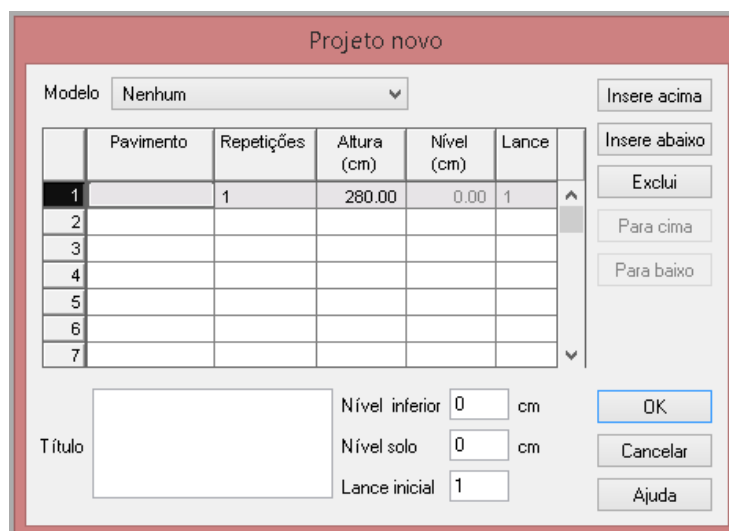 Projeto novo
Modelo Nenhum
Insere acima
Pavimento Repetições Altura (cm) Nível (cm) Lance
Insere abaixo
1 1 280.00 0.00 1
Exclui
2
Para cima
3
4
Para baixo
5
6
7
Título
Nível inferior 0 cm
OK
Nível solo 0 cm
Cancelar
Lance inicial 1
Ajuda